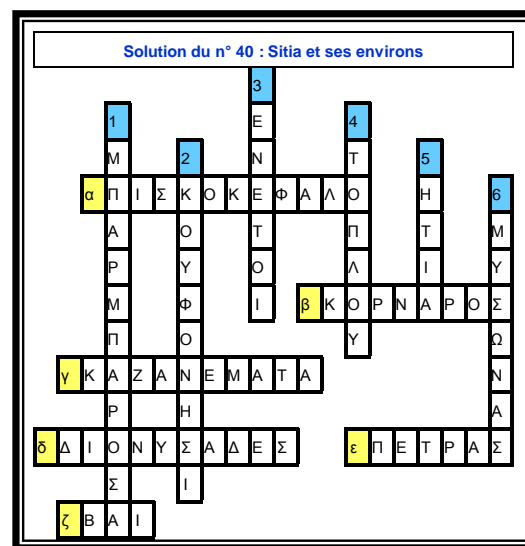 Solution du n° 40 : Sitia et ses environs
3
1 Ε 4
Μ 2 Ν Τ 5
α Π Ι Σ Κ Ο Κ Ε Φ Α Λ Ο Η 6
Α Ο Τ Π Τ Μ
Ρ Υ Ο Λ Ι Υ
Μ Φ Ι β Κ Ο Ρ Ν Α Ρ Ο Σ
Π Ο Υ Ω
γ Κ Α Ζ Α Ν Ε Μ Α Τ Α Ν
Ρ Η Α
δ Δ Ι Ο Ν Υ Σ Α Δ Ε Σ ε Π Ε Τ Ρ Α Σ
Σ Ι
ζ Β Α Ι